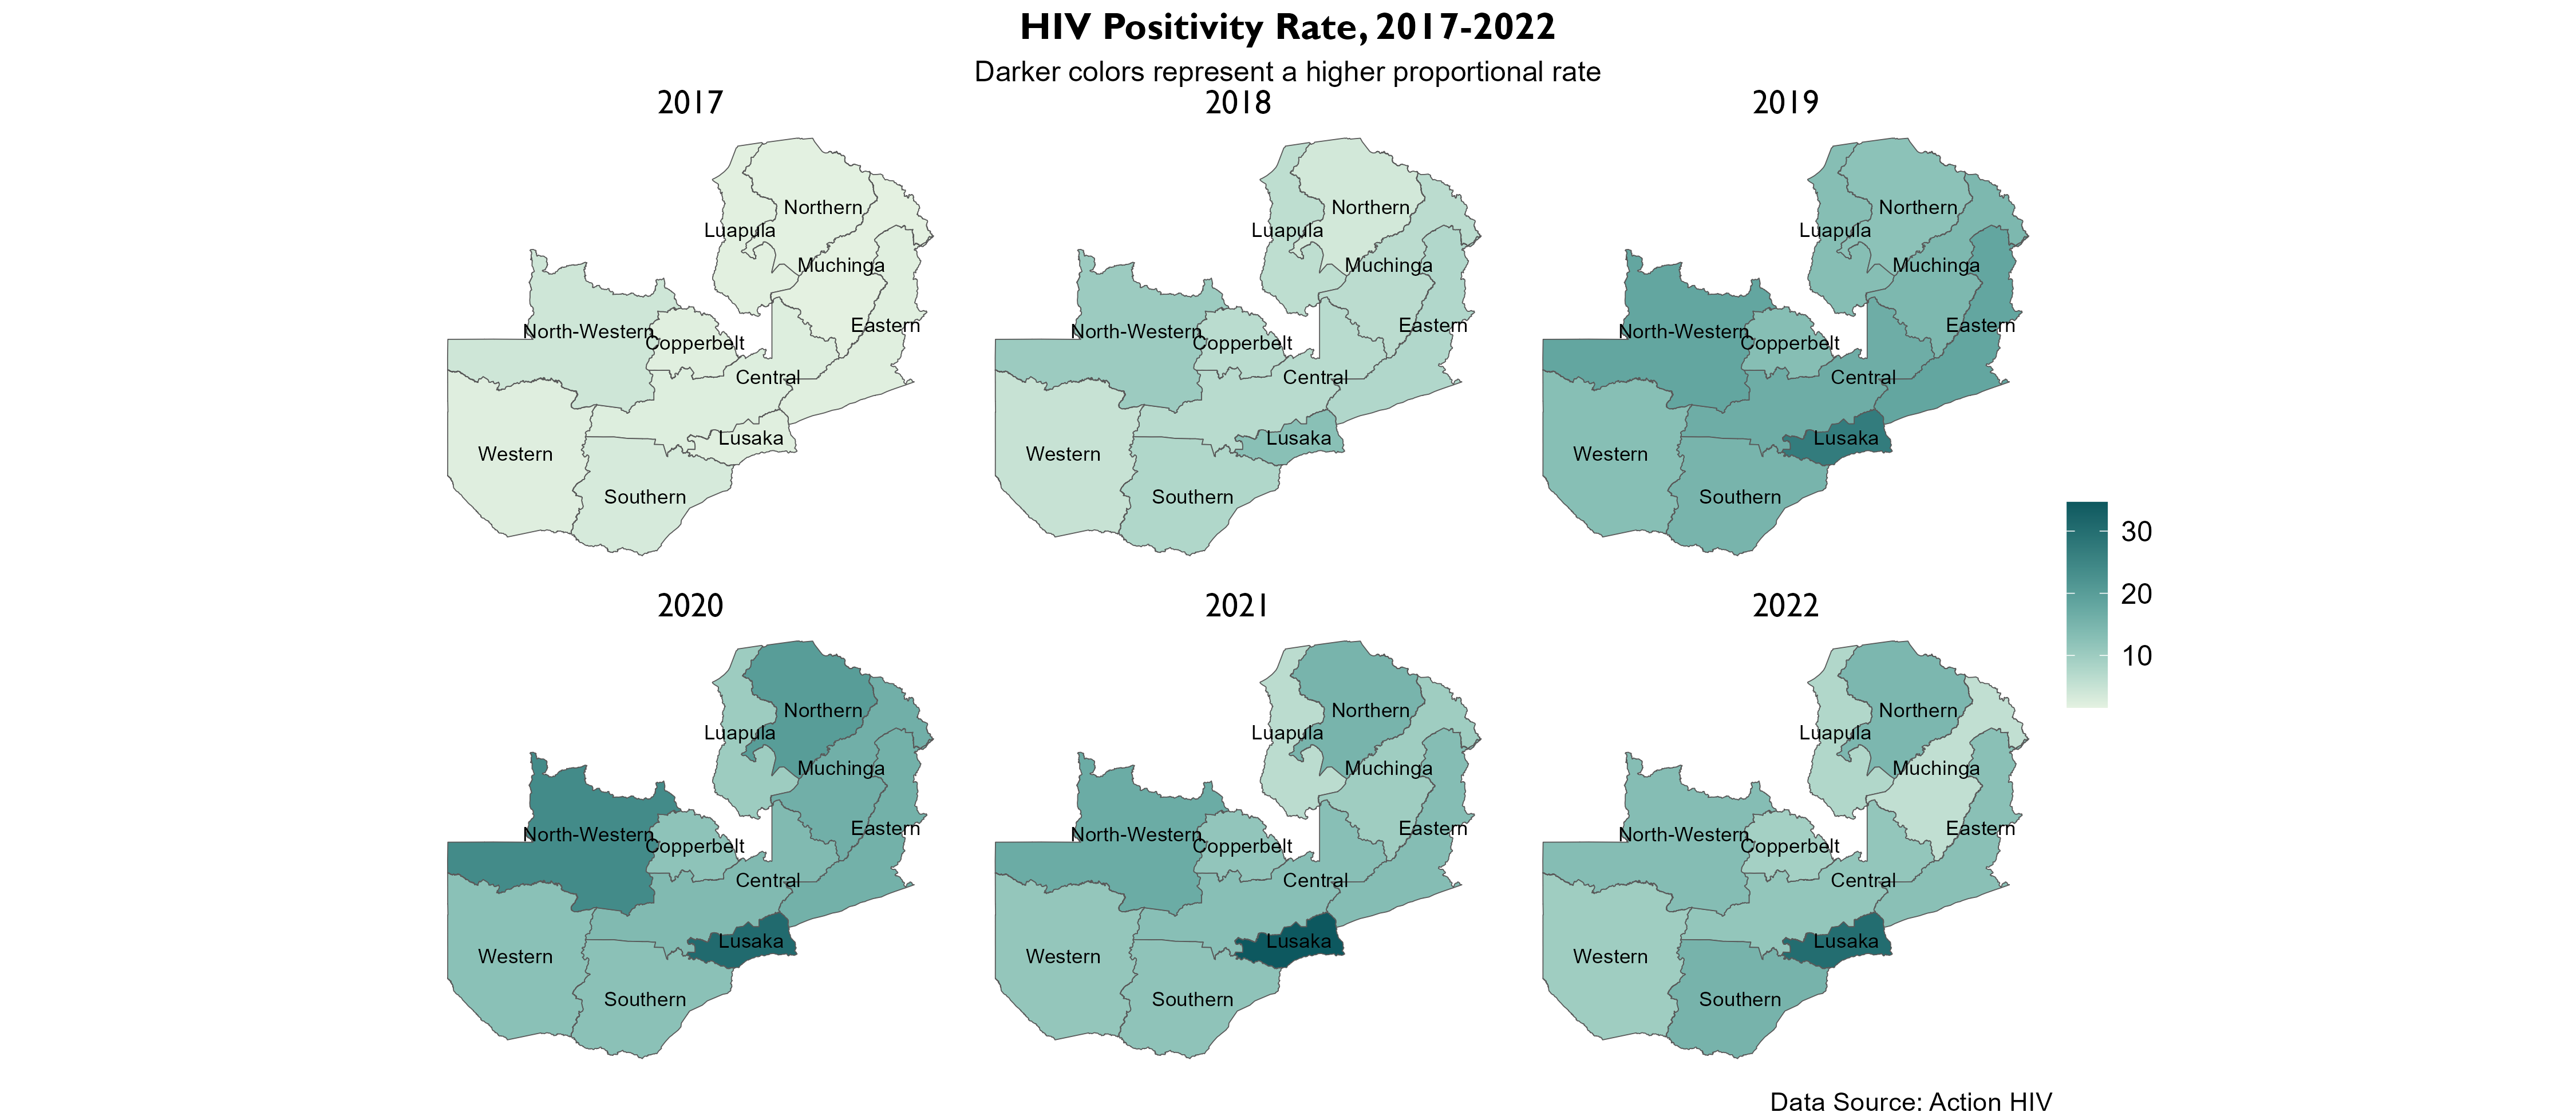 HIV Positivity Rate, 2017-2022
Darker colors represent a higher proportional rate
2017
Northern
Luapula
Muchinga
Eastern
North-Western
Copperbelt
Central
Lusaka
Western
Southern
2018
Northern
Luapula
Muchinga
Eastern
North-Western
Copperbelt
Central
Lusaka
Western
Southern
2019
Northern
Luapula
Muchinga
Eastern
North-Western
Copperbelt
Central
Lusaka
Western
Southern
30
20
10
2020
Northern
Luapula
Muchinga
Eastern
North-Western
Copperbelt
Central
Lusaka
Western
Southern
2021
Northern
Luapula
Muchinga
Eastern
North-Western
Copperbelt
Central
Lusaka
Western
Southern
2022
Northern
Luapula
Muchinga
Eastern
North-Western
Copperbelt
Central
Lusaka
Western
Southern
Data Source: Action HIV